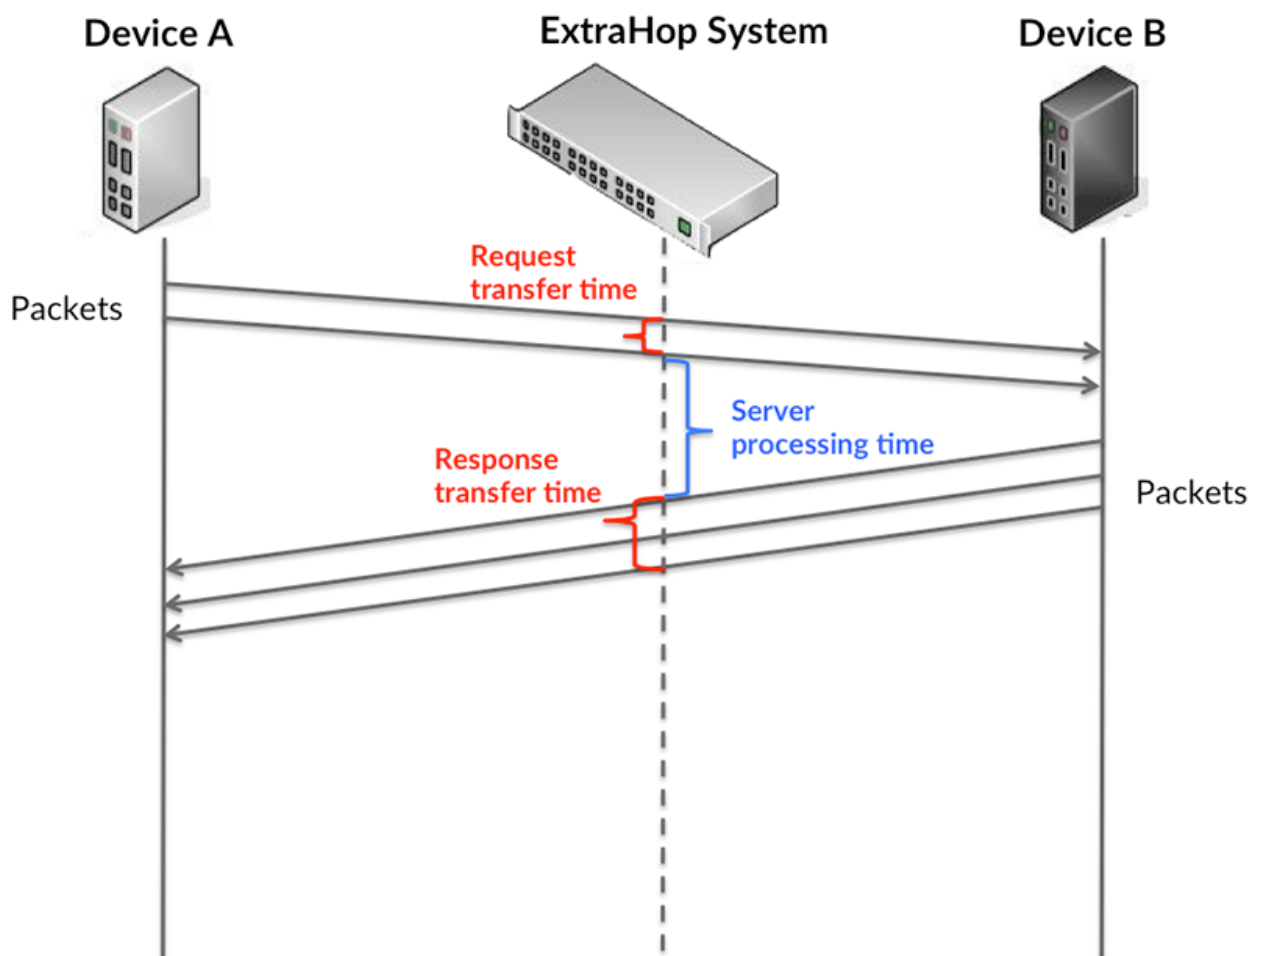 Device A
ExtraHop System
Device B
Request
transfer time
Packets
Server
processing time
Response
transfer time
Packets